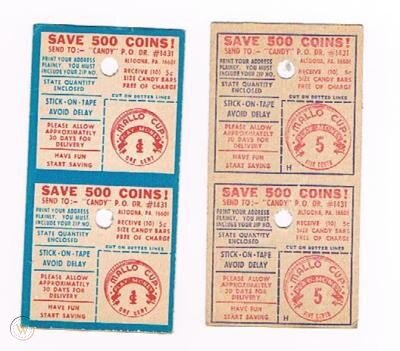 SAVE 500 COINS!
SEND TO:- "CANDY" P.O. DR. #1431
ALTOONA, PA. 16601
PRINT YOUR ADDRESS
PLAINLY. YOU MUST
INCLUDE YOUR ZIP NO.
STATE QUANTITY
ENCLOSED
RECEIVE (10) 5¢
SIZE CANDY BARS
FREE OF CHARGE
CUT ON DOTTED LINES
STICK-ON-TAPE
AVOID DELAY
PLEASE ALLOW
APPROXIMATELY
30 DAYS FOR
DELIVERY
HAVE FUN
START SAVING
MALLO CUP
PLAY MONEY
4
ONE CENT
SAVE 500 COINS!
SEND TO:- "CANDY" P.O. DR. #1431
ALTOONA, PA. 16601
PRINT YOUR ADDRESS
PLAINLY. YOU MUST
INCLUDE YOUR ZIP NO.
STATE QUANTITY
ENCLOSED
RECEIVE (10) 5¢
SIZE CANDY BARS
FREE OF CHARGE
CUT ON DOTTED LINES
STICK-ON-TAPE
AVOID DELAY
PLEASE ALLOW
APPROXIMATELY
30 DAYS FOR
DELIVERY
HAVE FUN
START SAVING
MALLO CUP
PLAY MONEY
4
ONE CENT
SAVE 500 COINS!
SEND TO:- "CANDY" P.O. DR. #1431
ALTOONA, PA. 16601
PRINT YOUR ADDRESS
PLAINLY. YOU MUST
INCLUDE YOUR ZIP NO.
STATE QUANTITY
ENCLOSED
RECEIVE (10) 5¢
SIZE CANDY BARS
FREE OF CHARGE
CUT ON DOTTED LINES
STICK-ON-TAPE
AVOID DELAY
PLEASE ALLOW
APPROXIMATELY
30 DAYS FOR
DELIVERY
HAVE FUN
START SAVING
H
MALLO CUP
PLAY MONEY
5
FIVE CENTS
SAVE 500 COINS!
SEND TO:- "CANDY" P.O. DR. #1431
ALTOONA, PA. 16601
PRINT YOUR ADDRESS
PLAINLY. YOU MUST
INCLUDE YOUR ZIP NO.
STATE QUANTITY
ENCLOSED
RECEIVE (10) 5¢
SIZE CANDY BARS
FREE OF CHARGE
CUT ON DOTTED LINES
STICK-ON-TAPE
AVOID DELAY
PLEASE ALLOW
APPROXIMATELY
30 DAYS FOR
DELIVERY
HAVE FUN
START SAVING
H
MALLO CUP
PLAY MONEY
5
FIVE CENTS